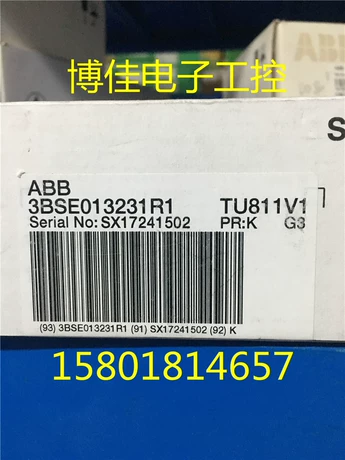 ABB
博佳电子工控
S
ABB
3BSE013231R1 TU811V1
Serial No: SX17241502 PR:K G3
(93) 3BSE013231R1 (91) SX17241502 (92) K
15801814657